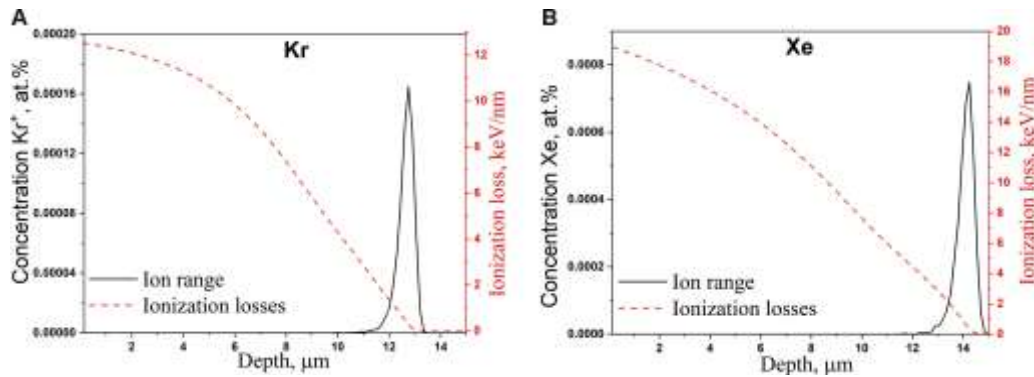 A
Kr
0.00020
0.00016
0.00012
0.00008
0.00004
0.00000
Concentration Kr⁺, at.%
Ion range
Ionization losses
2 4 6 8 10 12 14
Depth, μm
12
10
8
6
4
2
0
Ionization loss, keV/nm
B
Xe
0.0008
0.0006
0.0004
0.0002
0.0000
Concentration Xe, at.%
Ion range
Ionization losses
2 4 6 8 10 12 14
Depth, μm
20
18
16
14
12
10
8
6
4
2
0
Ionization loss, keV/nm